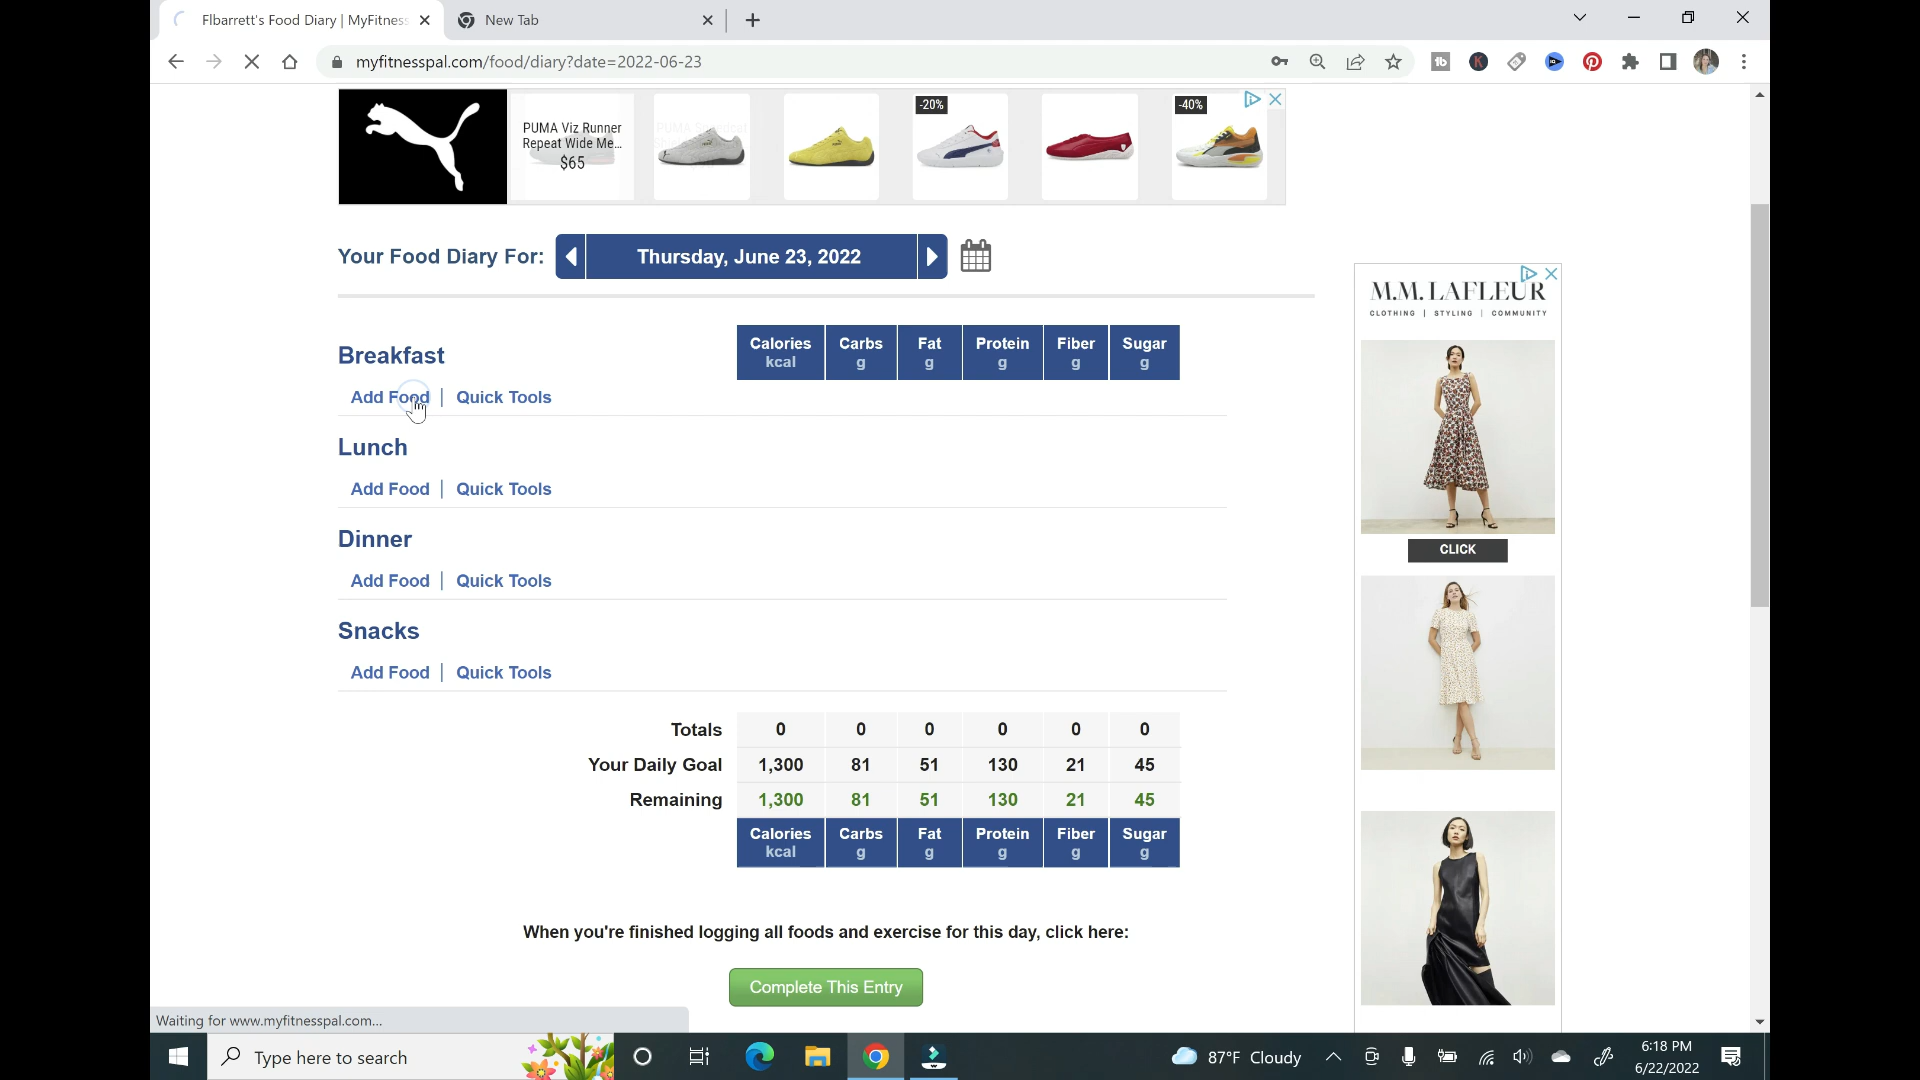 Flbarrett's Food Diary | MyFitness
New Tab
myfitnesspal.com/food/diary?date=2022-06-23
PUMA Viz Runner
Repeat Wide Me...
$65
-20%
-40%
Your Food Diary For:
Thursday, June 23, 2022
Breakfast
Calories Carbs Fat Protein Fiber Sugar
kcal g g g g g
Add Food | Quick Tools
Lunch
Add Food | Quick Tools
Dinner
Add Food | Quick Tools
Snacks
Add Food | Quick Tools
Totals 0 0 0 0 0 0
Your Daily Goal 1,300 81 51 130 21 45
Remaining 1,300 81 51 130 21 45
Calories Carbs Fat Protein Fiber Sugar
kcal g g g g g
When you're finished logging all foods and exercise for this day, click here:
Complete This Entry
M.M.LAFLEUR
CLOTHING | STYLING | COMMUNITY
CLICK
Waiting for www.myfitnesspal.com...
Type here to search
87°F Cloudy
6:18 PM
6/22/2022